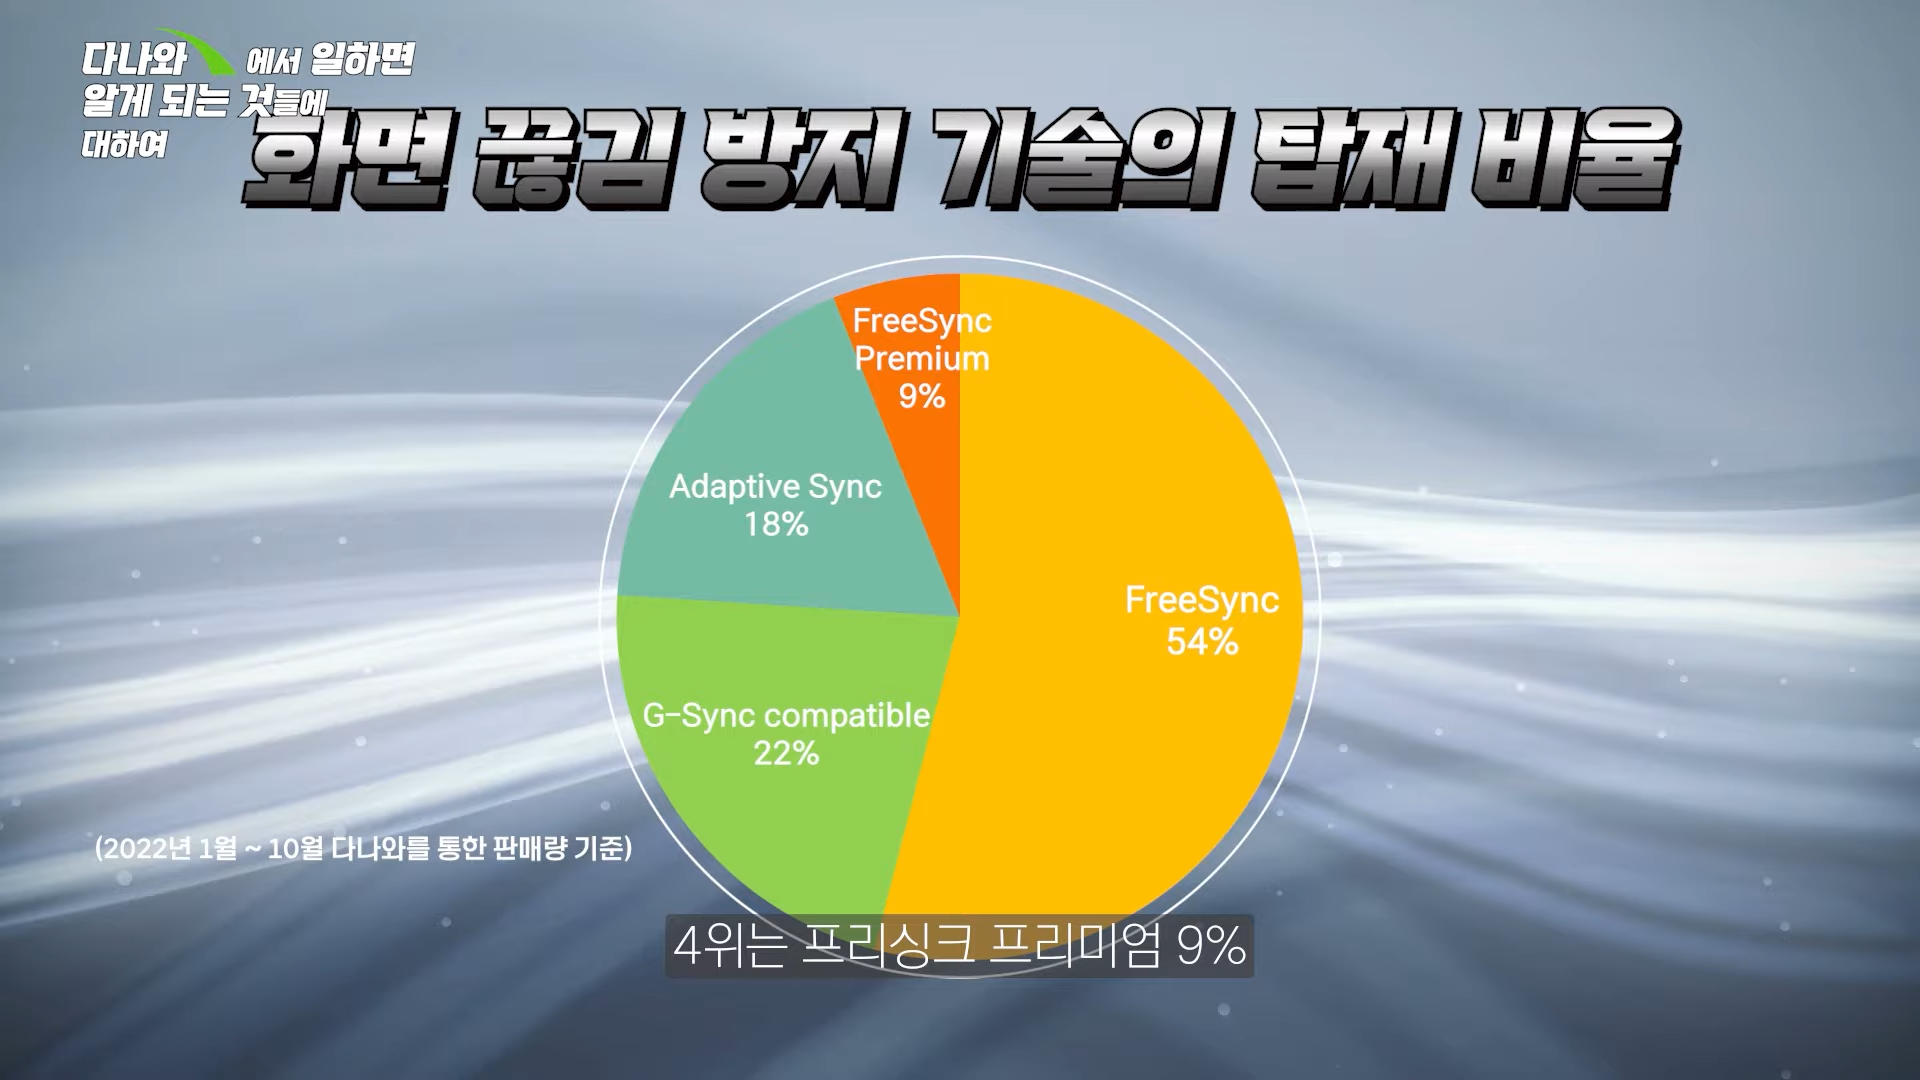 다나와 에서 일하면
알게 되는 것들에
대하여
화면 끊김 방지 기술의 탑재 비율
FreeSync
Premium
9%
Adaptive Sync
18%
FreeSync
54%
G-Sync compatible
22%
(2022년 1월 ~ 10월 다나와를 통한 판매량 기준)
4위는 프리싱크 프리미엄 9%